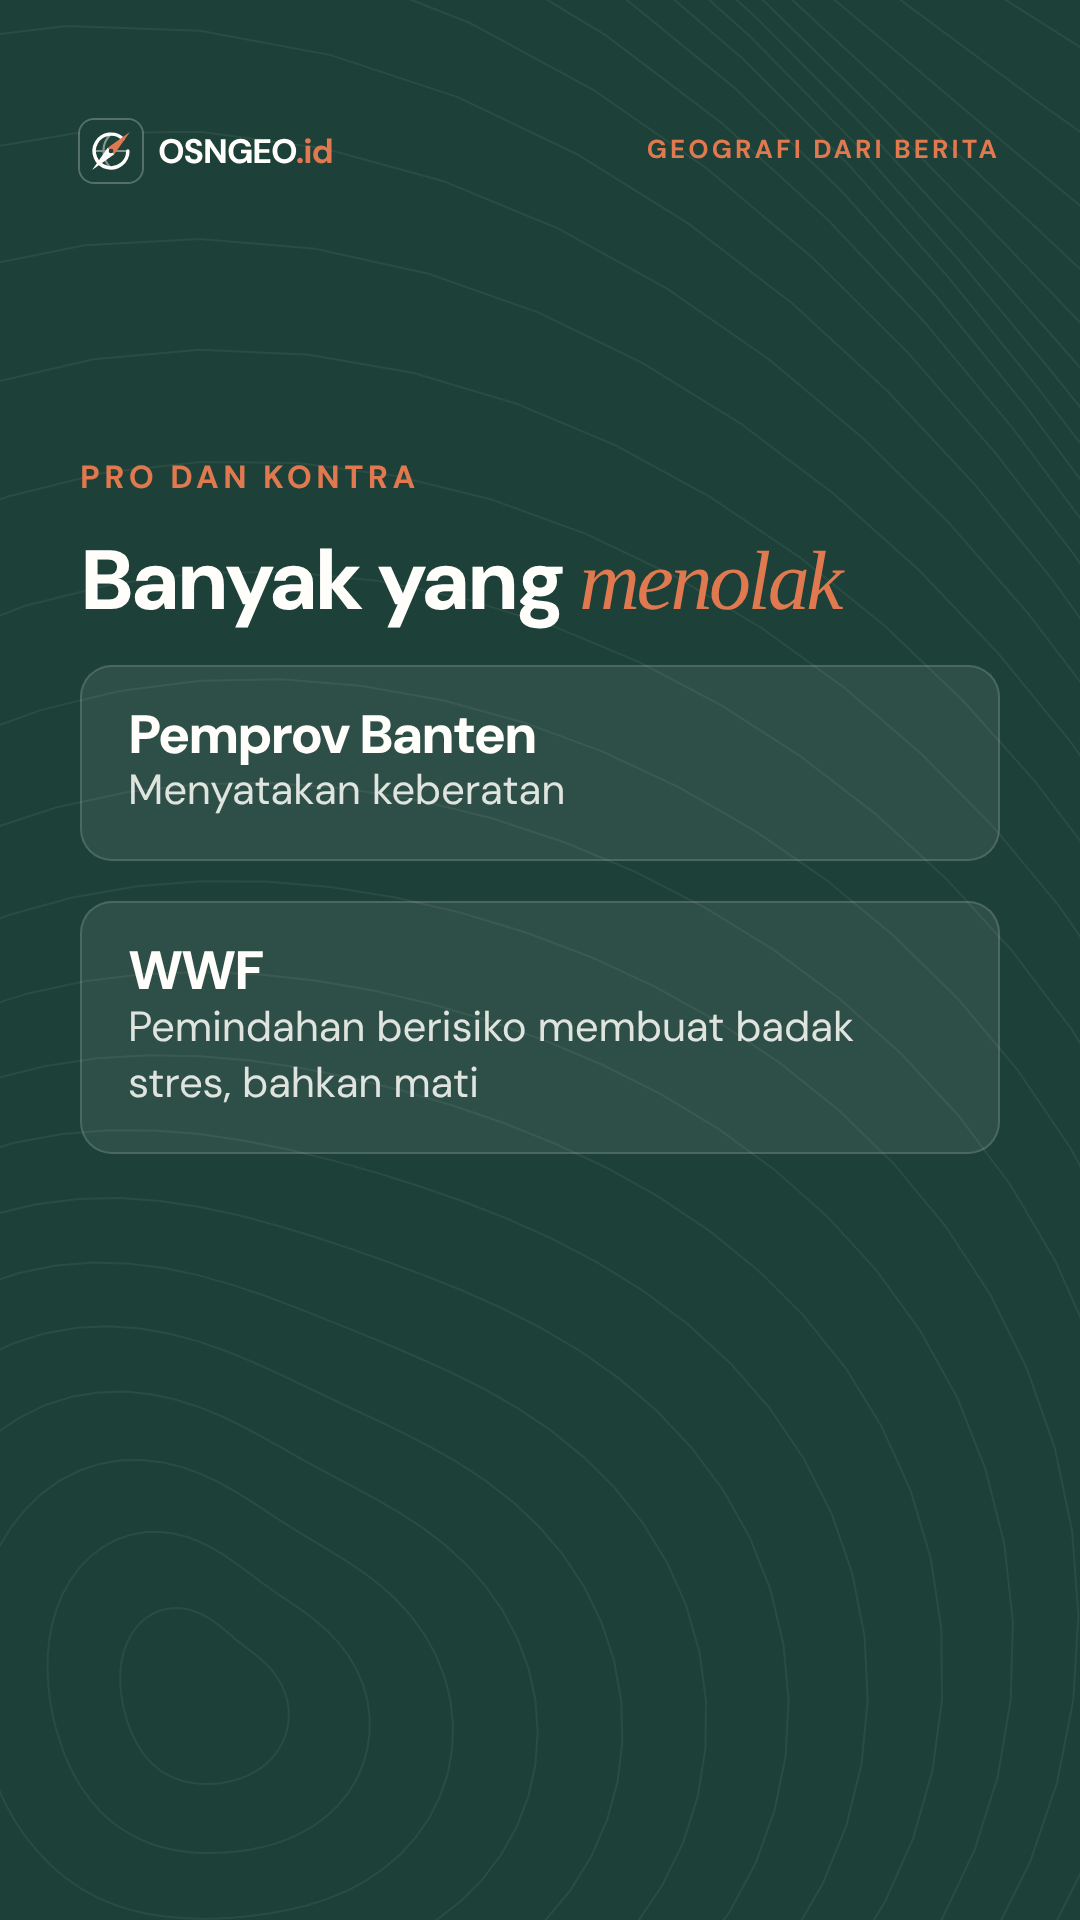 OSNGEO.id
GEOGRAFI DARI BERITA
PRO DAN KONTRA
Banyak yang menolak
Pemprov Banten
Menyatakan keberatan
WWF
Pemindahan berisiko membuat badak
stres, bahkan mati